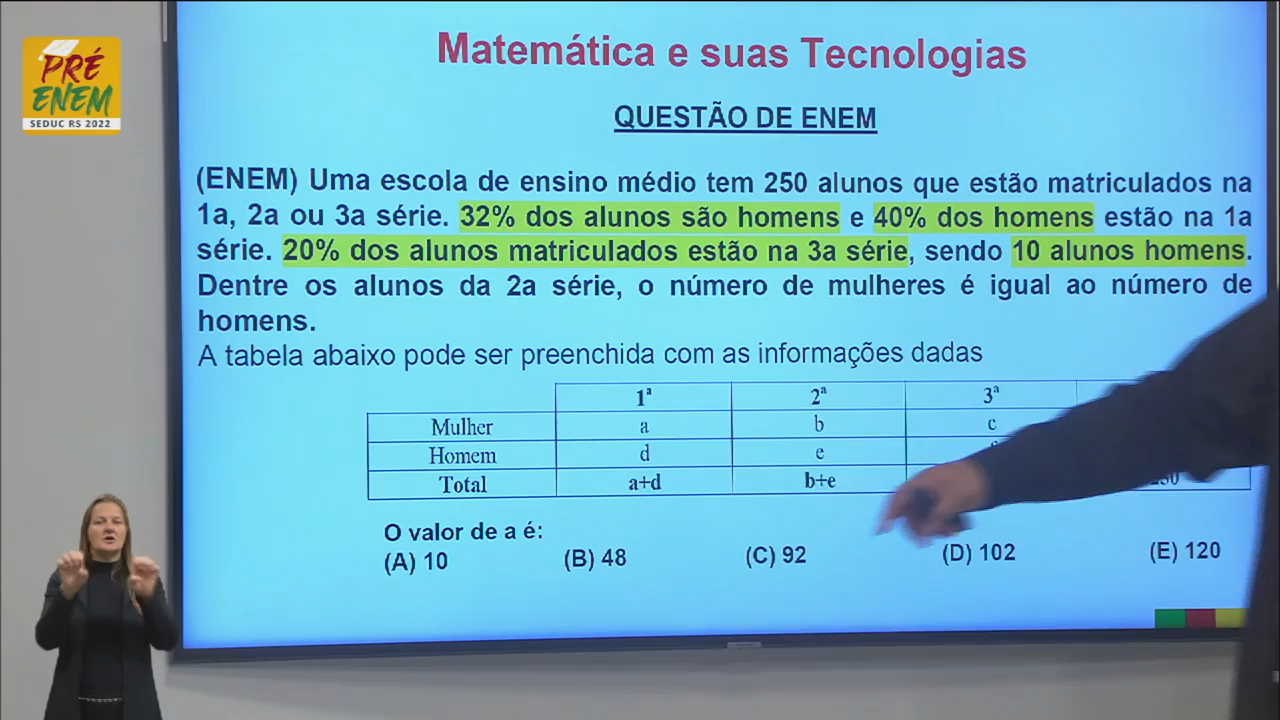 PRÉ
ENEM
SEDUC RS 2022
Matemática e suas Tecnologias
QUESTÃO DE ENEM
(ENEM) Uma escola de ensino médio tem 250 alunos que estão matriculados na
1a, 2a ou 3a série. 32% dos alunos são homens e 40% dos homens estão na 1a
série. 20% dos alunos matriculados estão na 3a série, sendo 10 alunos homens.
Dentre os alunos da 2a série, o número de mulheres é igual ao número de
homens.
A tabela abaixo pode ser preenchida com as informações dadas
1ª 2ª 3ª
Mulher a b c
Homem d e
Total a+d b+e
O valor de a é:
(A) 10 (B) 48 (C) 92 (D) 102 (E) 120